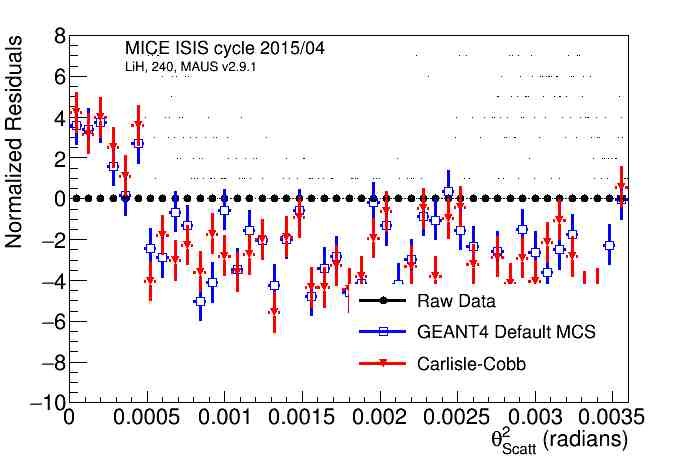 MICE ISIS cycle 2015/04
LiH, 240, MAUS v2.9.1
Normalized Residuals
8
6
4
2
0
−2
−4
−6
−8
−10
Raw Data
GEANT4 Default MCS
Carlisle-Cobb
0 0.0005 0.001 0.0015 0.002 0.0025 0.003 0.0035
θ²Scatt (radians)